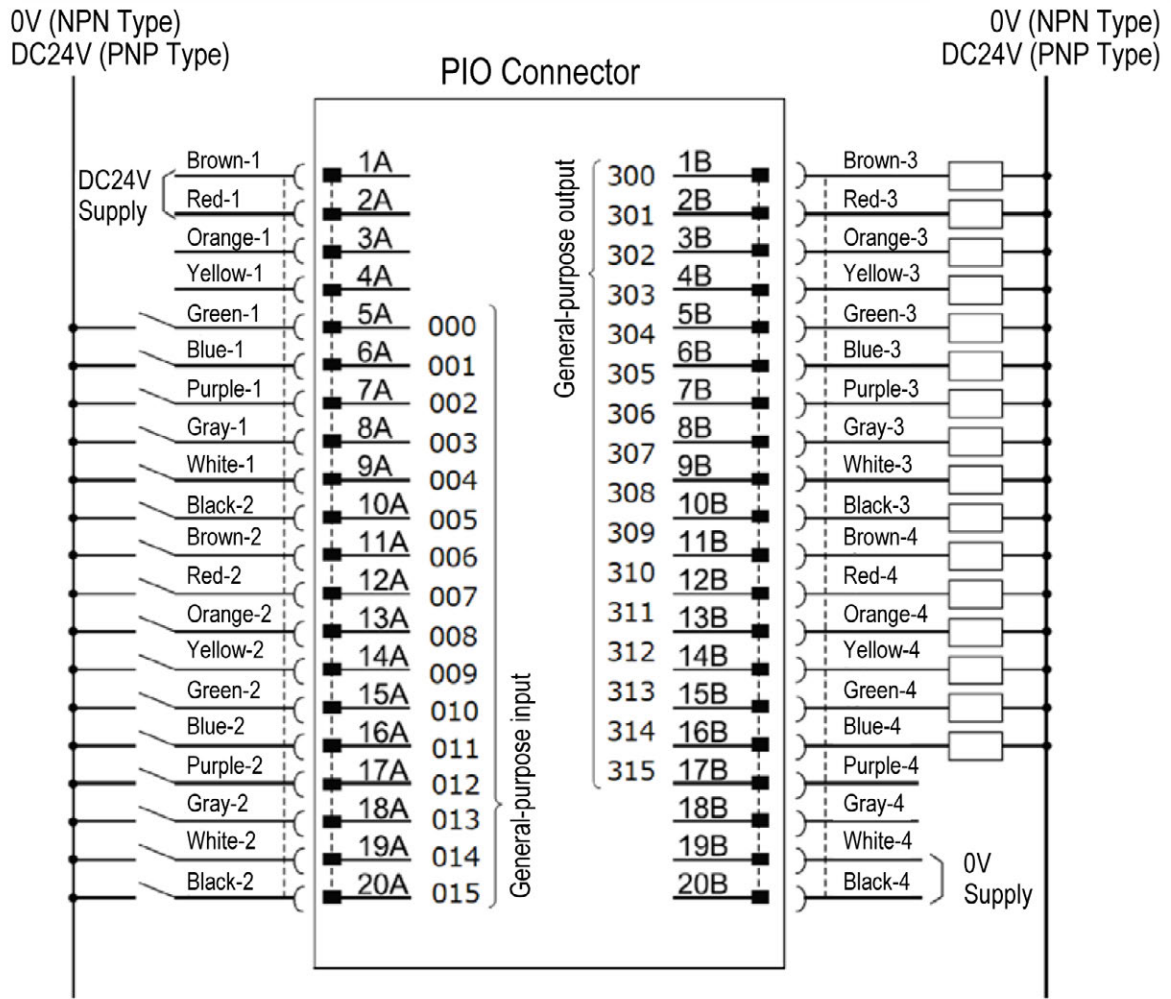 0V (NPN Type)
DC24V (PNP Type)
0V (NPN Type)
DC24V (PNP Type)
PIO Connector
DC24V
Supply
Brown-1
Red-1
Orange-1
Yellow-1
Green-1
Blue-1
Purple-1
Gray-1
White-1
Black-2
Brown-2
Red-2
Orange-2
Yellow-2
Green-2
Blue-2
Purple-2
Gray-2
White-2
Black-2
1A
2A
3A
4A
5A
6A
7A
8A
9A
10A
11A
12A
13A
14A
15A
16A
17A
18A
19A
20A
000
001
002
003
004
005
006
007
008
009
010
011
012
013
014
015
General-purpose input
General-purpose output
300
301
302
303
304
305
306
307
308
309
310
311
312
313
314
315
1B
2B
3B
4B
5B
6B
7B
8B
9B
10B
11B
12B
13B
14B
15B
16B
17B
18B
19B
20B
Brown-3
Red-3
Orange-3
Yellow-3
Green-3
Blue-3
Purple-3
Gray-3
White-3
Black-3
Brown-4
Red-4
Orange-4
Yellow-4
Green-4
Blue-4
Purple-4
Gray-4
White-4
Black-4
0V
Supply